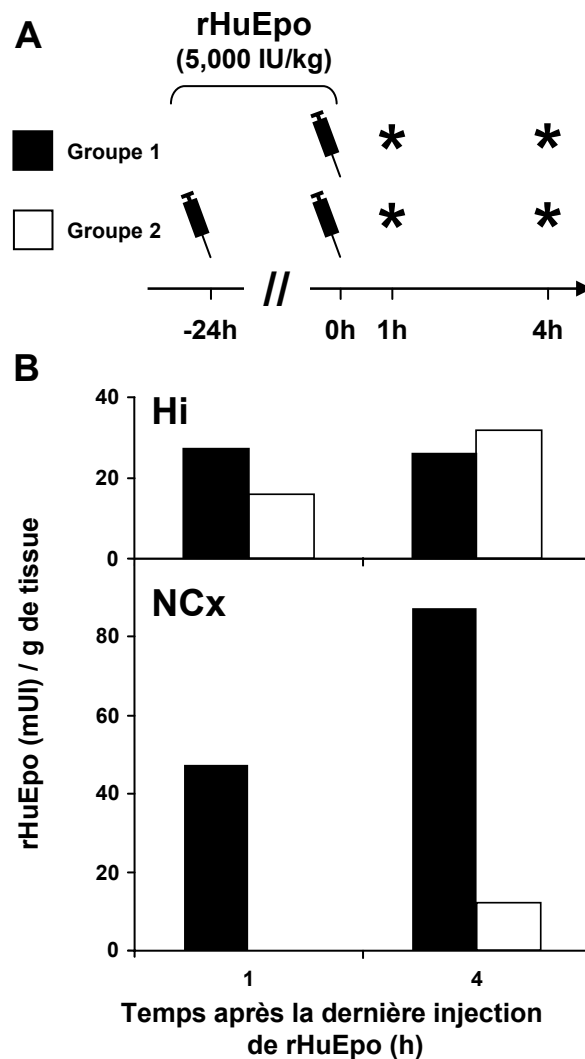 A
rHuEpo
(5,000 IU/kg)
Groupe 1
* *
Groupe 2
* *
//
-24h 0h 1h 4h
B
Hi
40
20
0
NCx
80
60
40
20
0
rHuEpo (mUI) / g de tissue
1 4
Temps après la dernière injection
de rHuEpo (h)